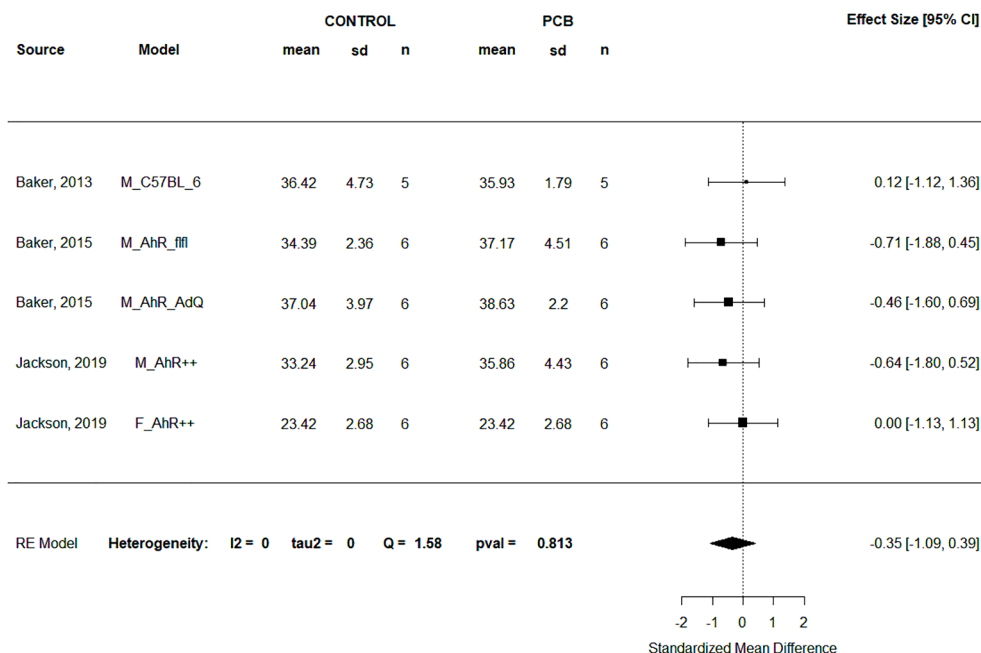 CONTROL PCB Effect Size [95% CI]
Source Model mean sd n mean sd n
Baker, 2013 M_C57BL_6 36.42 4.73 5 35.93 1.79 5 0.12 [-1.12, 1.36]
Baker, 2015 M_AhR_flfl 34.39 2.36 6 37.17 4.51 6 -0.71 [-1.88, 0.45]
Baker, 2015 M_AhR_AdQ 37.04 3.97 6 38.63 2.2 6 -0.46 [-1.60, 0.69]
Jackson, 2019 M_AhR++ 33.24 2.95 6 35.86 4.43 6 -0.64 [-1.80, 0.52]
Jackson, 2019 F_AhR++ 23.42 2.68 6 23.42 2.68 6 0.00 [-1.13, 1.13]
RE Model Heterogeneity: I2 = 0 tau2 = 0 Q = 1.58 pval = 0.813 -0.35 [-1.09, 0.39]
-2 -1 0 1 2
Standardized Mean Difference